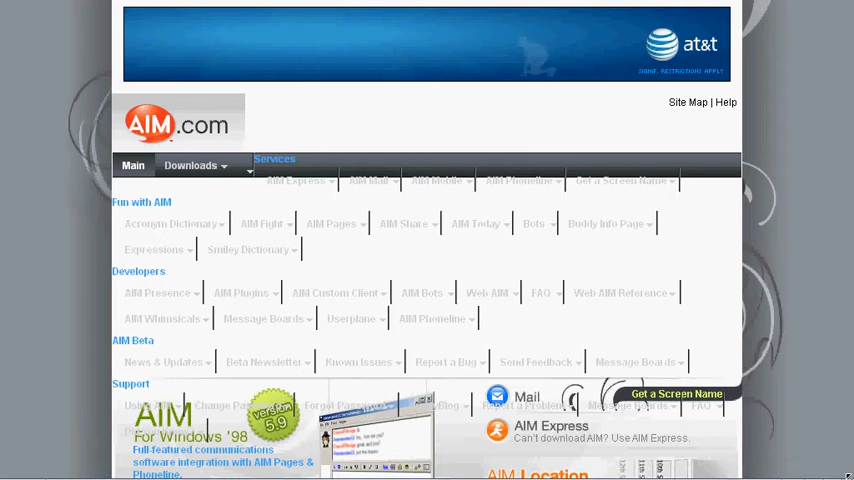 at&t
SIGNIF. RESTRICTIONS APPLY
Site Map | Help
AIM.com
Main Downloads Services
AIM Express AIM Mail AIM Mobile AIM Phoneline Get a Screen Name
Fun with AIM
Acronym Dictionary AIM Fight AIM Pages AIM Share AIM Today Bots Buddy Info Page
Expressions Smiley Dictionary
Developers
AIM Presence AIM Plugins AIM Custom Client AIM Bots Web AIM FAQ Web AIM Reference
AIM Whimsicals Message Boards Userplane AIM Phoneline
AIM Beta
News & Updates Beta Newsletter Known Issues Report a Bug Send Feedback Message Boards
Support
Mail
Get a Screen Name
Forgot Password Report a Problem Message Boards FAQ
AIM
For Windows '98
version 5.9
AIM Express
Can't download AIM? Use AIM Express.
Full-featured communications
software integration with AIM Pages &
Phoneline.
AIM Location
12th S
11th S
10th S